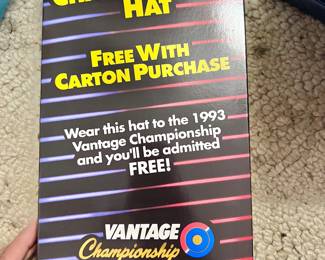 HAT
FREE WITH
CARTON PURCHASE
Wear this hat to the 1993
Vantage Championship
and you'll be admitted
FREE!
VANTAGE
Championship